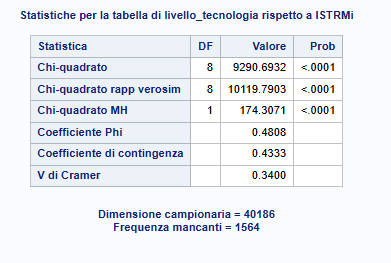 Statistiche per la tabella di livello_tecnologia rispetto a ISTRMi
Statistica DF Valore Prob
Chi-quadrato 8 9290.6932 <.0001
Chi-quadrato rapp verosim 8 10119.7903 <.0001
Chi-quadrato MH 1 174.3071 <.0001
Coefficiente Phi 0.4808
Coefficiente di contingenza 0.4333
V di Cramer 0.3400
Dimensione campionaria = 40186
Frequenza mancanti = 1564